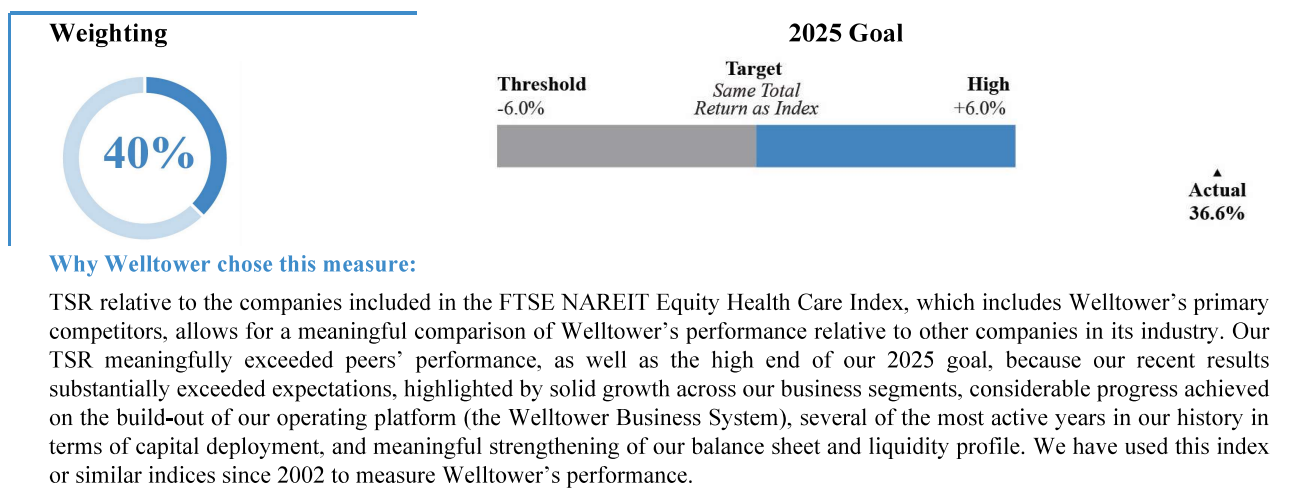 Weighting
2025 Goal
40%
Threshold
-6.0%
Target
Same Total
Return as Index
High
+6.0%
▲
Actual
36.6%
Why Welltower chose this measure:
TSR relative to the companies included in the FTSE NAREIT Equity Health Care Index, which includes Welltower’s primary
competitors, allows for a meaningful comparison of Welltower’s performance relative to other companies in its industry. Our
TSR meaningfully exceeded peers’ performance, as well as the high end of our 2025 goal, because our recent results
substantially exceeded expectations, highlighted by solid growth across our business segments, considerable progress achieved
on the build-out of our operating platform (the Welltower Business System), several of the most active years in our history in
terms of capital deployment, and meaningful strengthening of our balance sheet and liquidity profile. We have used this index
or similar indices since 2002 to measure Welltower’s performance.